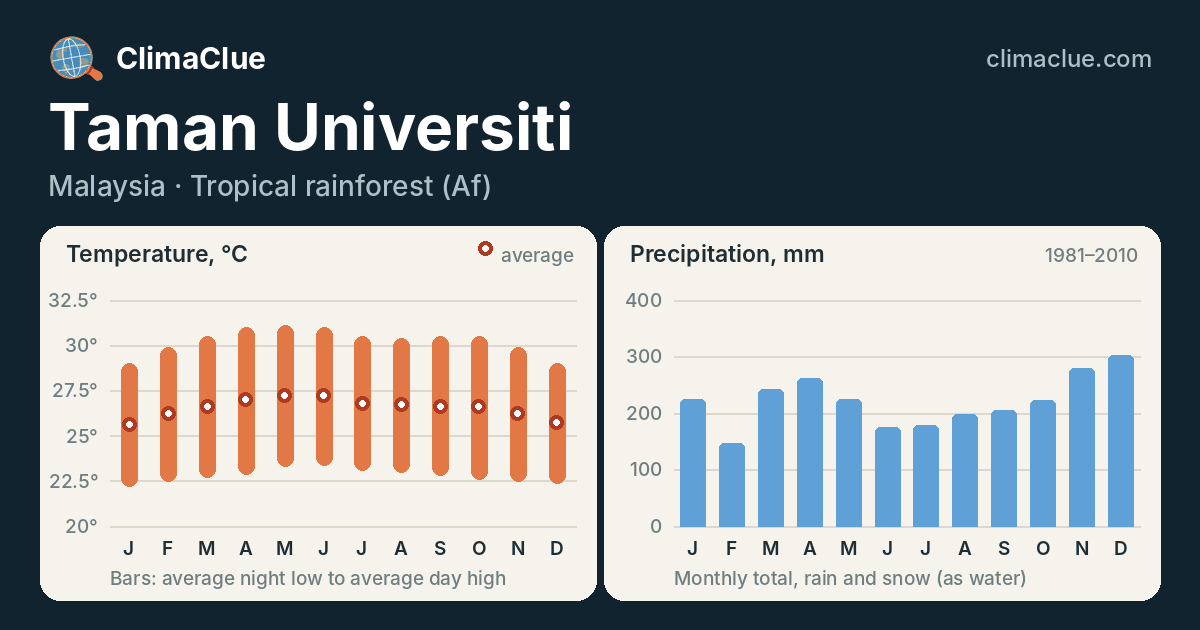 ClimaClue
climaclue.com
Taman Universiti
Malaysia · Tropical rainforest (Af)
Temperature, °C
average
32.5°
30°
27.5°
25°
22.5°
20°
J F M A M J J A S O N D
Bars: average night low to average day high
Precipitation, mm
1981–2010
400
300
200
100
0
J F M A M J J A S O N D
Monthly total, rain and snow (as water)